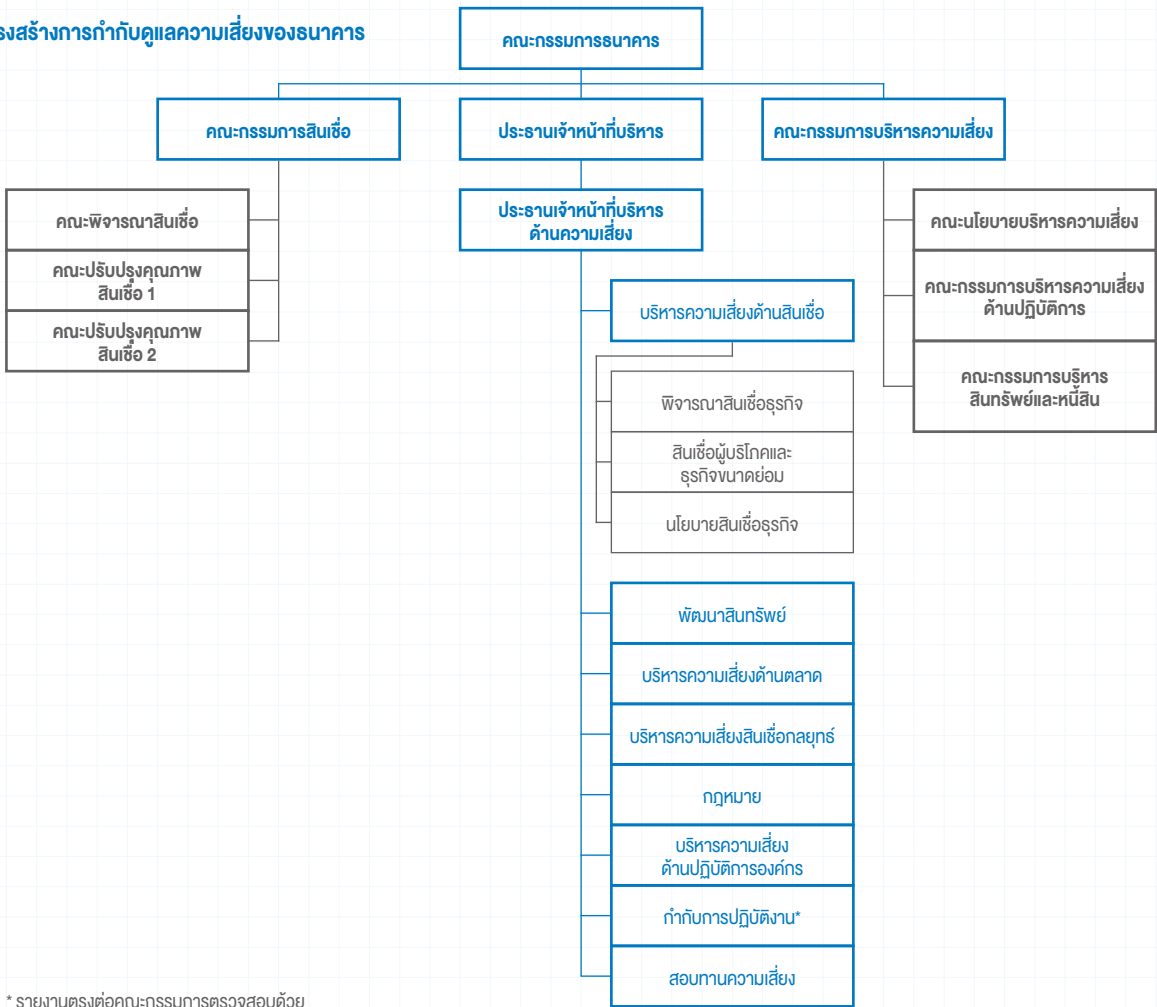 รงสร้างการกำกับดูแลความเสี่ยงของธนาคาร
คณะกรรมการธนาคาร
คณะกรรมการสินเชื่อ
ประธานเจ้าหน้าที่บริหาร
คณะกรรมการบริหารความเสี่ยง
คณะพิจารณาสินเชื่อ
คณะปรับปรุงคุณภาพ
สินเชื่อ 1
คณะปรับปรุงคุณภาพ
สินเชื่อ 2
ประธานเจ้าหน้าที่บริหาร
ด้านความเสี่ยง
คณะนโยบายบริหารความเสี่ยง
คณะกรรมการบริหารความเสี่ยง
ด้านปฏิบัติการ
คณะกรรมการบริหาร
สินทรัพย์และหนี้สิน
บริหารความเสี่ยงด้านสินเชื่อ
พิจารณาสินเชื่อธุรกิจ
สินเชื่อผู้บริโภคและ
ธุรกิจขนาดย่อม
นโยบายสินเชื่อธุรกิจ
พัฒนาสินทรัพย์
บริหารความเสี่ยงด้านตลาด
บริหารความเสี่ยงสินเชื่อกลยุทธ์
กฎหมาย
บริหารความเสี่ยง
ด้านปฏิบัติการองค์กร
กำกับการปฏิบัติงาน*
สอบทานความเสี่ยง
* รายงานตรงต่อคณะกรรมการตรวจสอบด้วย